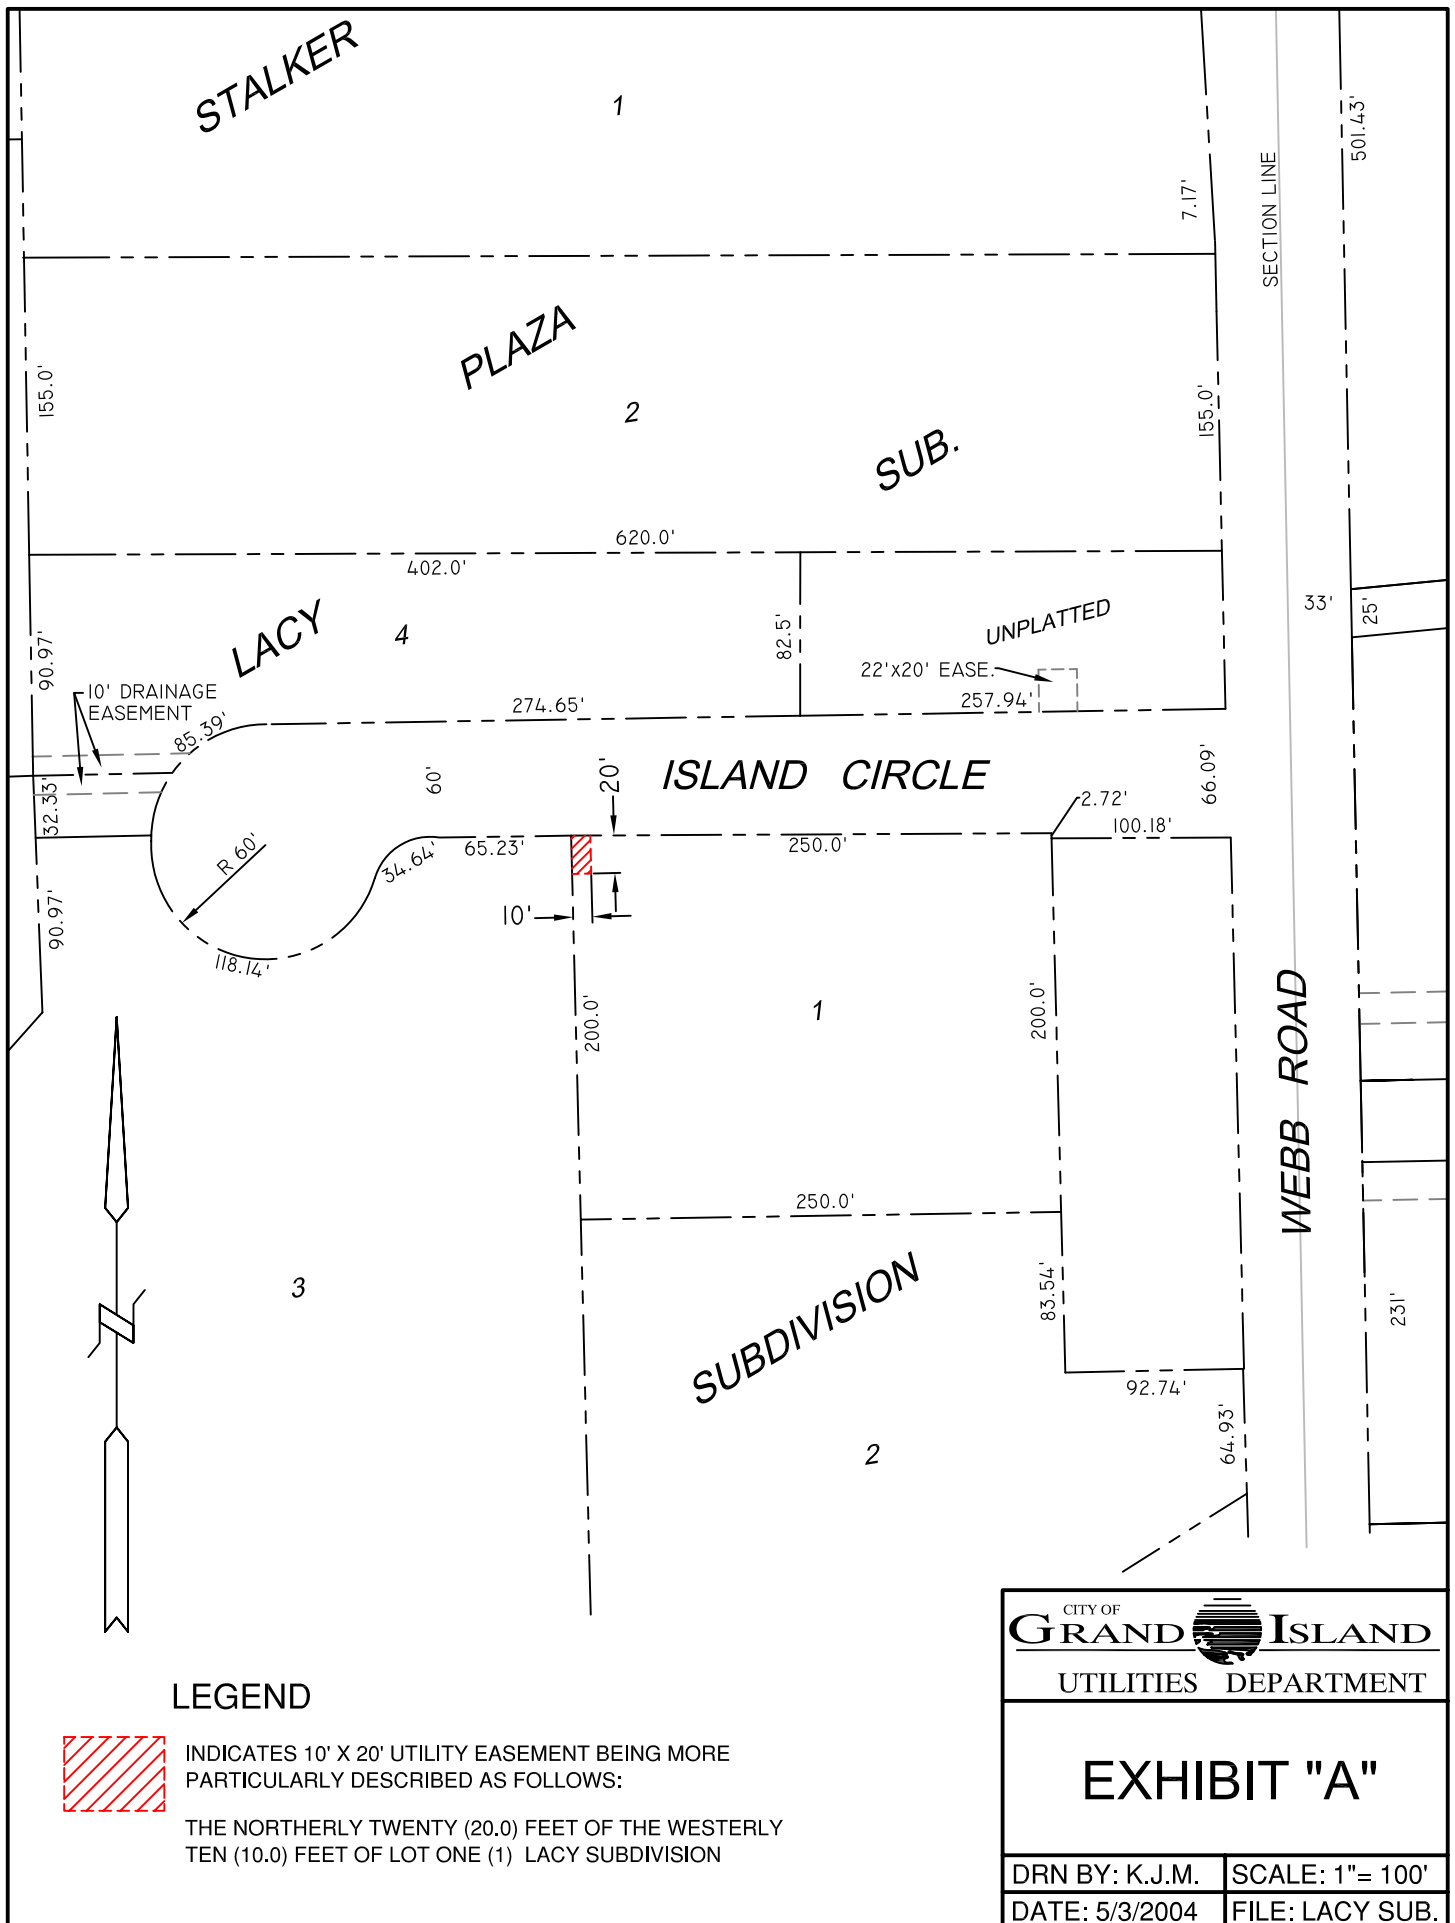 STALKER
1
7.17'
SECTION LINE
501.43'
PLAZA
155.0'
2
155.0'
SUB.
620.0'
402.0'
LACY
4
82.5'
UNPLATTED
33'
25'
90.97'
22'X20' EASE.
10' DRAINAGE
EASEMENT
274.65'
257.94'
85.39'
ISLAND CIRCLE
60'
20'
66.09'
32.33'
2.72'
100.18'
R 60'
34.64'
65.23'
250.0'
90.97'
10'
118.14'
200.0'
1
200.0'
WEBB ROAD
250.0'
3
SUBDIVISION
83.54'
231'
92.74'
64.93'
2
CITY OF
GRAND ISLAND
UTILITIES DEPARTMENT
LEGEND
INDICATES 10' X 20' UTILITY EASEMENT BEING MORE
PARTICULARLY DESCRIBED AS FOLLOWS:
THE NORTHERLY TWENTY (20.0) FEET OF THE WESTERLY
TEN (10.0) FEET OF LOT ONE (1) LACY SUBDIVISION
EXHIBIT "A"
DRN BY: K.J.M.
SCALE: 1"= 100'
DATE: 5/3/2004
FILE: LACY SUB.